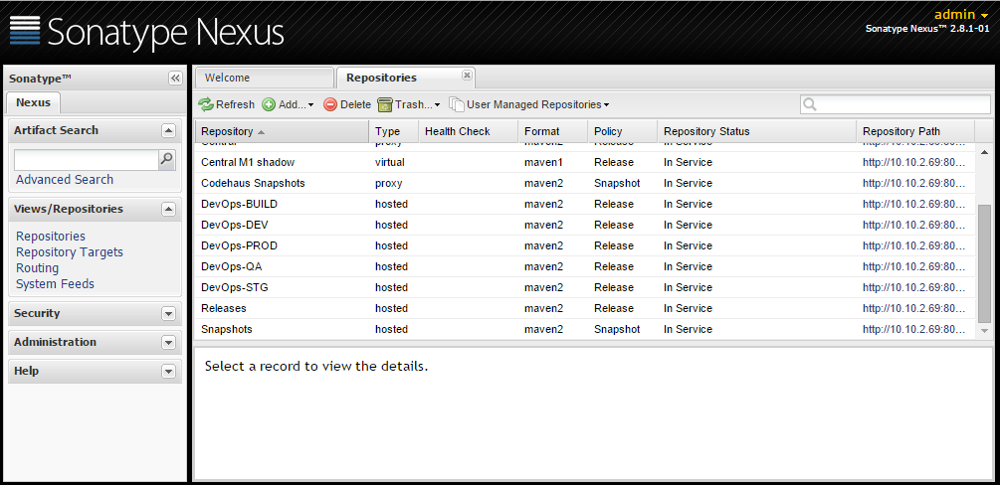 Sonatype Nexus
admin
Sonatype Nexus™ 2.8.1-01
Sonatype™
Nexus
Artifact Search
Advanced Search
Views/Repositories
Repositories
Repository Targets
Routing
System Feeds
Security
Administration
Help
Welcome
Repositories
Refresh Add... Delete Trash... User Managed Repositories
Repository Type Health Check Format Policy Repository Status Repository Path
Central proxy maven2 Release In Service
Central M1 shadow virtual maven1 Release In Service http://10.10.2.69:80...
Codehaus Snapshots proxy maven2 Snapshot In Service http://10.10.2.69:80...
DevOps-BUILD hosted maven2 Release In Service http://10.10.2.69:80...
DevOps-DEV hosted maven2 Release In Service http://10.10.2.69:80...
DevOps-PROD hosted maven2 Release In Service http://10.10.2.69:80...
DevOps-QA hosted maven2 Release In Service http://10.10.2.69:80...
DevOps-STG hosted maven2 Release In Service http://10.10.2.69:80...
Releases hosted maven2 Release In Service http://10.10.2.69:80...
Snapshots hosted maven2 Snapshot In Service http://10.10.2.69:80...
Select a record to view the details.